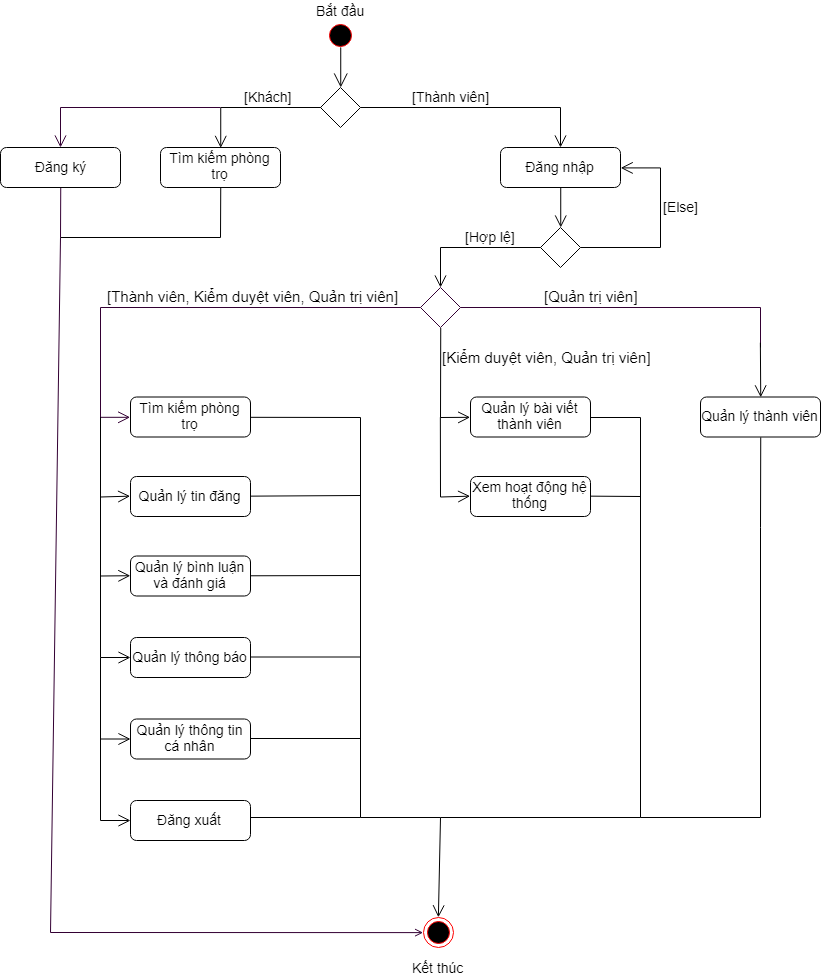 Bắt đầu
[Khách]
[Thành viên]
Đăng ký
Tìm kiếm phòng
trọ
Đăng nhập
[Else]
[Hợp lệ]
[Thành viên, Kiểm duyệt viên, Quản trị viên]
[Quản trị viên]
[Kiểm duyệt viên, Quản trị viên]
Tìm kiếm phòng
trọ
Quản lý bài viết
thành viên
Quản lý thành viên
Quản lý tin đăng
Xem hoạt động hệ
thống
Quản lý bình luận
và đánh giá
Quản lý thông báo
Quản lý thông tin
cá nhân
Đăng xuất
Kết thúc